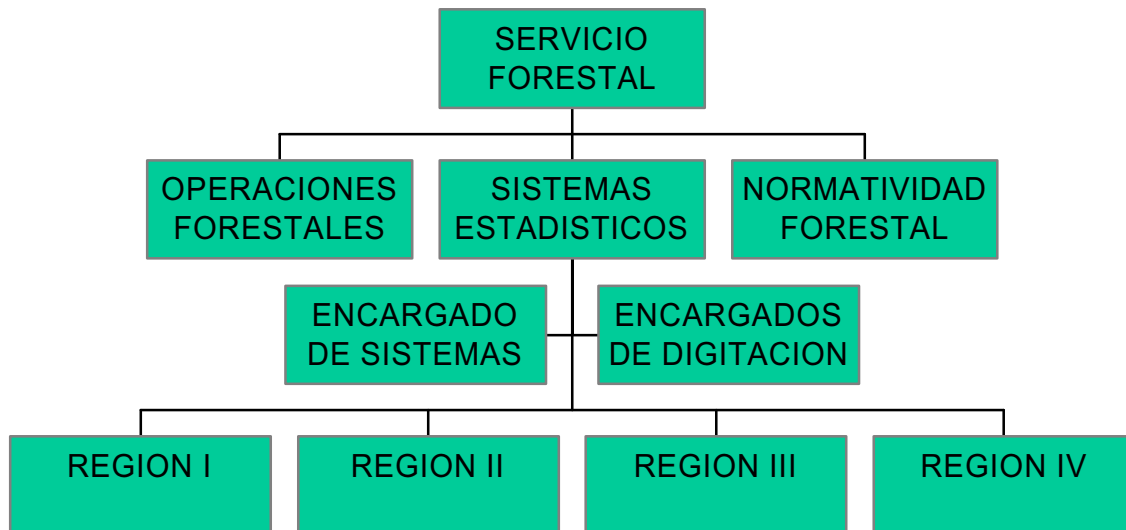 SERVICIO
FORESTAL
OPERACIONES
FORESTALES
SISTEMAS
ESTADISTICOS
NORMATIVIDAD
FORESTAL
ENCARGADO
DE SISTEMAS
ENCARGADOS
DE DIGITACION
REGION I
REGION II
REGION III
REGION IV